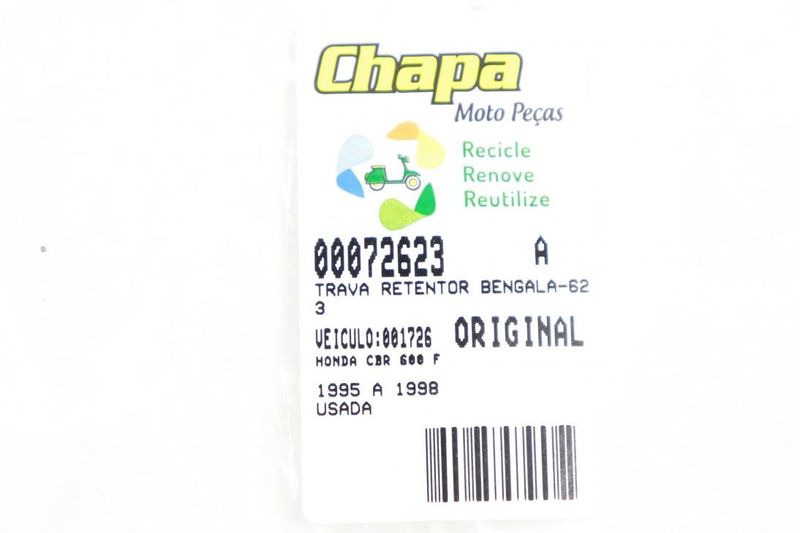 Chapa
Moto Peças
Recicle
Renove
Reutilize
00072623 A
TRAVA RETENTOR BENGALA-62
3
VEICULO:001726 ORIGINAL
HONDA CBR 600 F
1995 A 1998
USADA